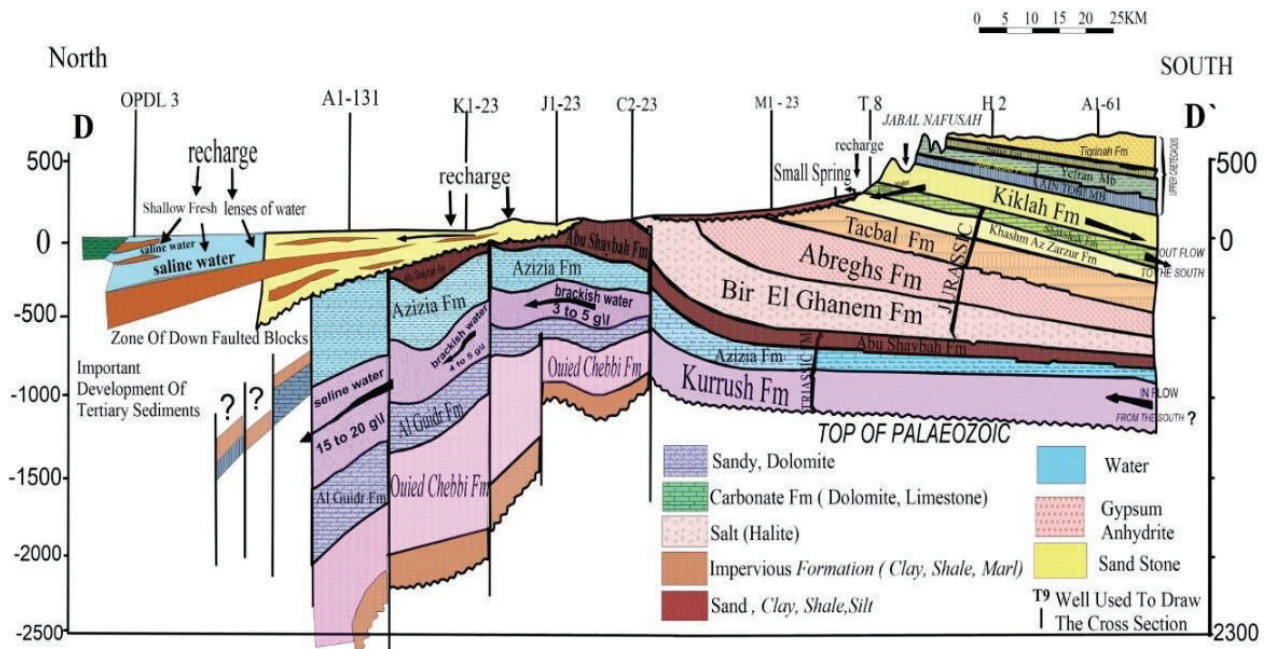 0 5 10 15 20 25KM
North
SOUTH
OPDL 3
A1-131
K1-23
J1-23
C2-23
M1 - 23
T 8
H 2
A1-61
D
D`
JABAL NAFUSAH
500
0
-500
-1000
-1500
-2000
-2500
500
0
2300
recharge
recharge
recharge
Shallow Fresh lenses of water
saline water
saline water
Small Spring
Tigrinah Fm
Yefran Mb
AIN TOBI MB
UPPER CRETECAOUS
Kiklah Fm
Shakshuk Fm
Khashm Az Zarzur Fm
OUT FLOW
TO THE SOUTH
Tacbal Fm
Abreghs Fm
JURASSIC
Bir El Ghanem Fm
Abu Shaybah Fm
Abu Shaybah Fm
Abu Shaybah Fm
Azizia Fm
Azizia Fm
Azizia Fm
brackish water
3 to 5 g\l
brackish water
4 to 5 g\l
Kurrush Fm
TRIASSIC M
IN FLOW
FROM THE SOUTH ?
TOP OF PALAEOZOIC
Zone Of Down Faulted Blocks
Important
Development Of
Tertiary Sediments
? ?
seline water
15 to 20 g\l
Al Guidr Fm
Al Guidr Fm
Ouied Chebbi Fm
Ouied Chebbi Fm
Sandy, Dolomite
Carbonate Fm ( Dolomite, Limestone)
Salt (Halite)
Impervious Formation ( Clay, Shale, Marl)
Sand , Clay, Shale,Silt
Water
Gypsum
Anhydrite
Sand Stone
T9 Well Used To Draw
The Cross Section